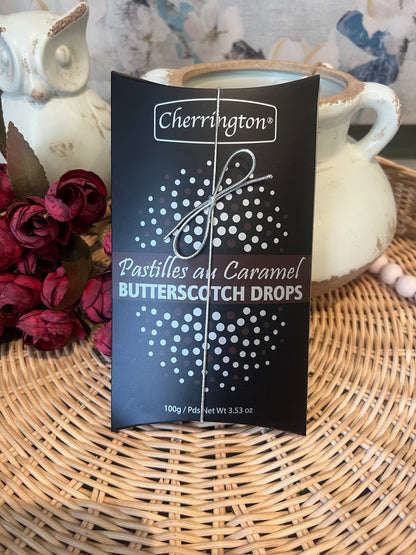 Cherrington®
Pastilles au Caramel
BUTTERSCOTCH DROPS
100g / Pds Net Wt 3.53 oz